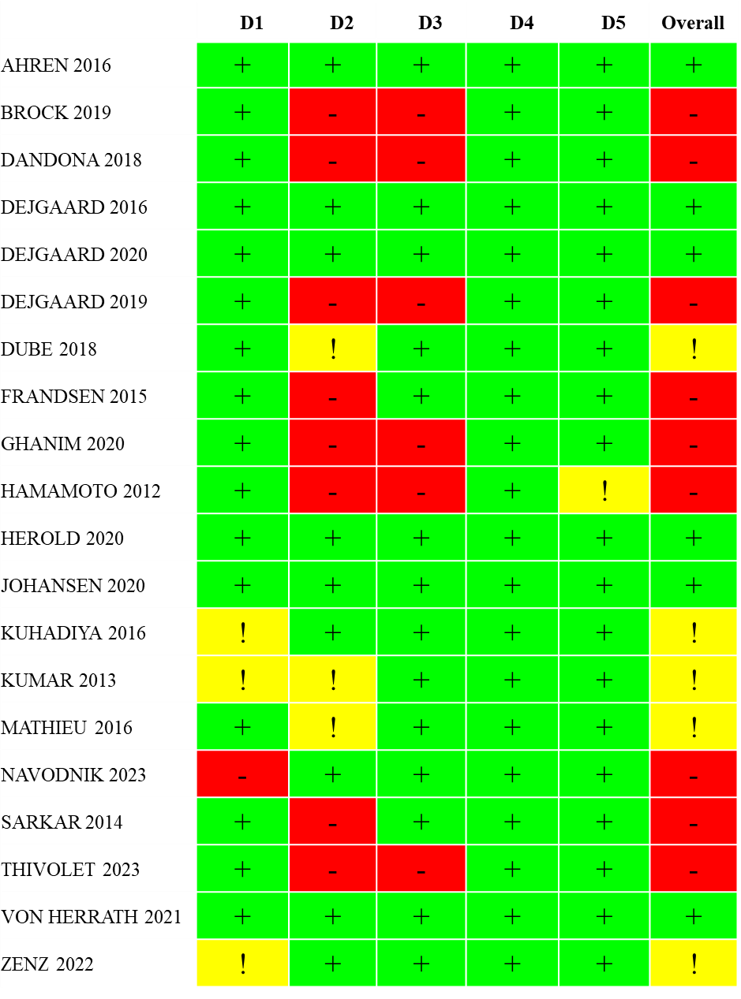 D1 D2 D3 D4 D5 Overall
AHREN 2016 + + + + + +
BROCK 2019 + - - + + -
DANDONA 2018 + - - + + -
DEJGAARD 2016 + + + + + +
DEJGAARD 2020 + + + + + +
DEJGAARD 2019 + - - + + -
DUBE 2018 + ! + + + !
FRANDSEN 2015 + - + + + -
GHANIM 2020 + - - + + -
HAMAMOTO 2012 + - - + ! -
HEROLD 2020 + + + + + +
JOHANSEN 2020 + + + + + +
KUHADIYA 2016 ! + + + + !
KUMAR 2013 ! ! + + + !
MATHIEU 2016 + ! + + + !
NAVODNIK 2023 - + + + + -
SARKAR 2014 + - + + + -
THIVOLET 2023 + - - + + -
VON HERRATH 2021 + + + + + +
ZENZ 2022 ! + + + + !